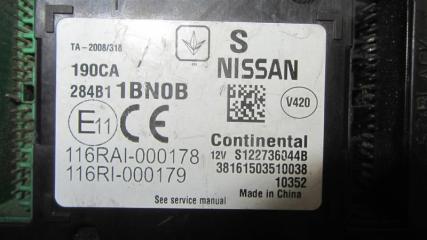 TA-2008/318
S
190CA
NISSAN
284B1 1BN0B
V420
E11 CE
Continental
116RAI-000178
12V S122736044B
116RI-000179
38161503510038
10352
Made in China
See service manual